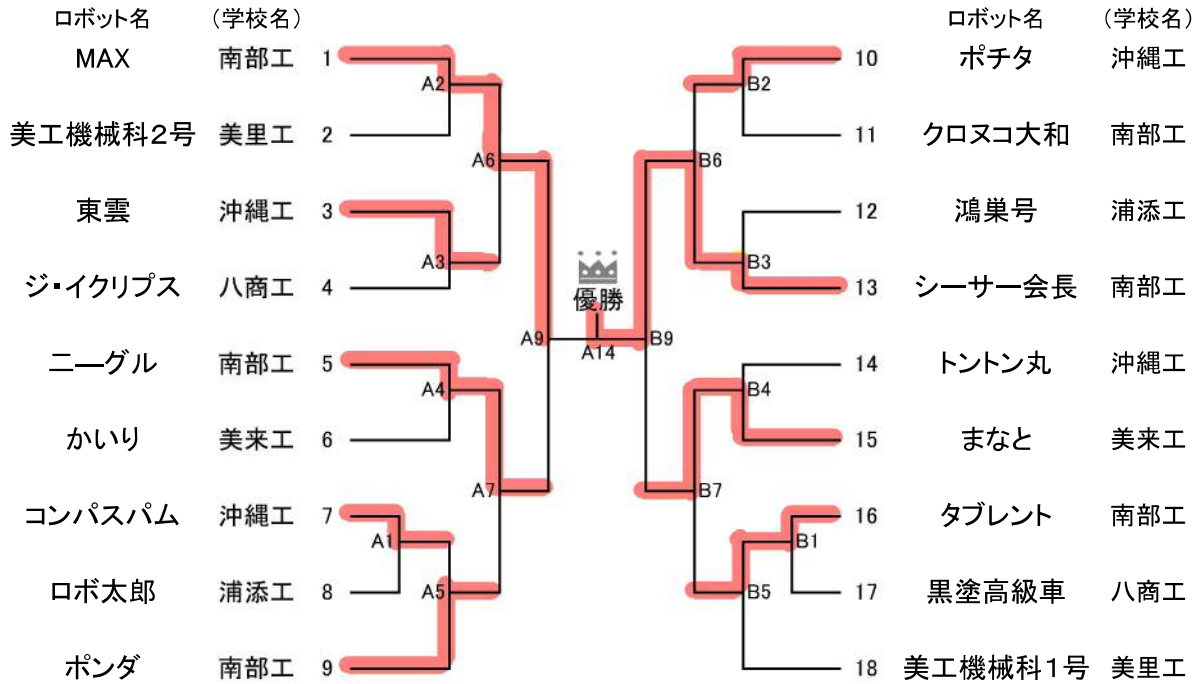 ロボット名 (学校名) ロボット名 (学校名)
MAX 南部工 1 10 ポチタ 沖縄工
A2 B2
美工機械科2号 美里工 2 11 クロヌコ大和 南部工
A6 B6
東雲 沖縄工 3 12 鴻巣号 浦添工
A3 B3
ジ・イクリプス 八商工 4 13 シーサー会長 南部工
優勝
A9 A14 B9
ニーグル 南部工 5 14 トントン丸 沖縄工
A4 B4
かいり 美来工 6 15 まなと 美来工
A7 B7
コンパスパム 沖縄工 7 16 タブレント 南部工
A1 B1
ロボ太郎 浦添工 8 A5 B5 17 黒塗高級車 八商工
ポンダ 南部工 9 18 美工機械科1号 美里工